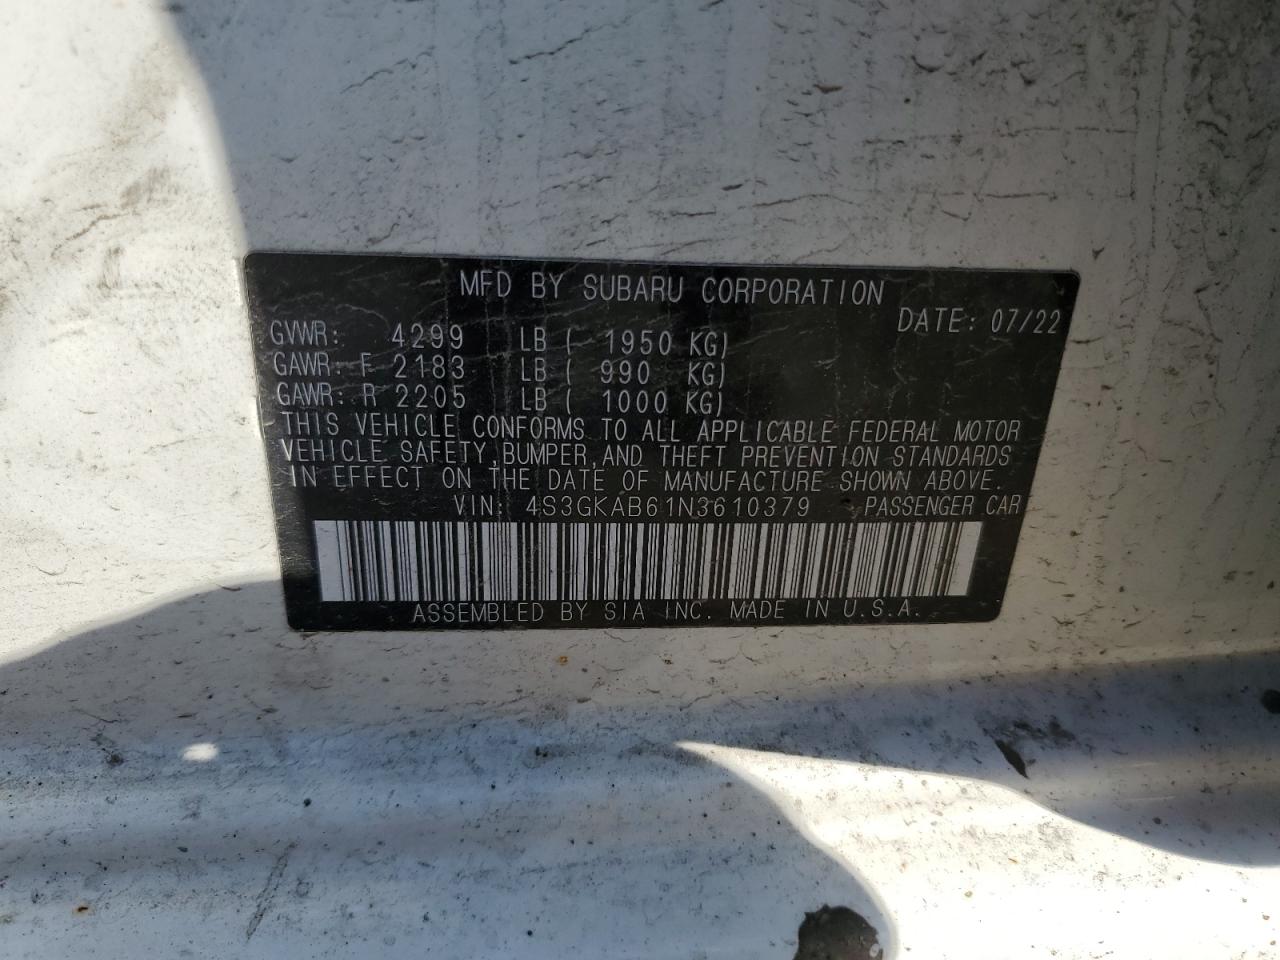 MFD BY SUBARU CORPORATION
DATE: 07/22
GVWR: 4299 LB ( 1950 KG)
GAWR: F 2183 LB ( 990 KG)
GAWR: R 2205 LB ( 1000 KG)
THIS VEHICLE CONFORMS TO ALL APPLICABLE FEDERAL MOTOR
VEHICLE SAFETY,BUMPER,AND THEFT PREVENTION STANDARDS
IN EFFECT ON THE DATE OF MANUFACTURE SHOWN ABOVE.
VIN: 4S3GKAB61N3610379 PASSENGER CAR
ASSEMBLED BY SIA INC. MADE IN U.S.A.